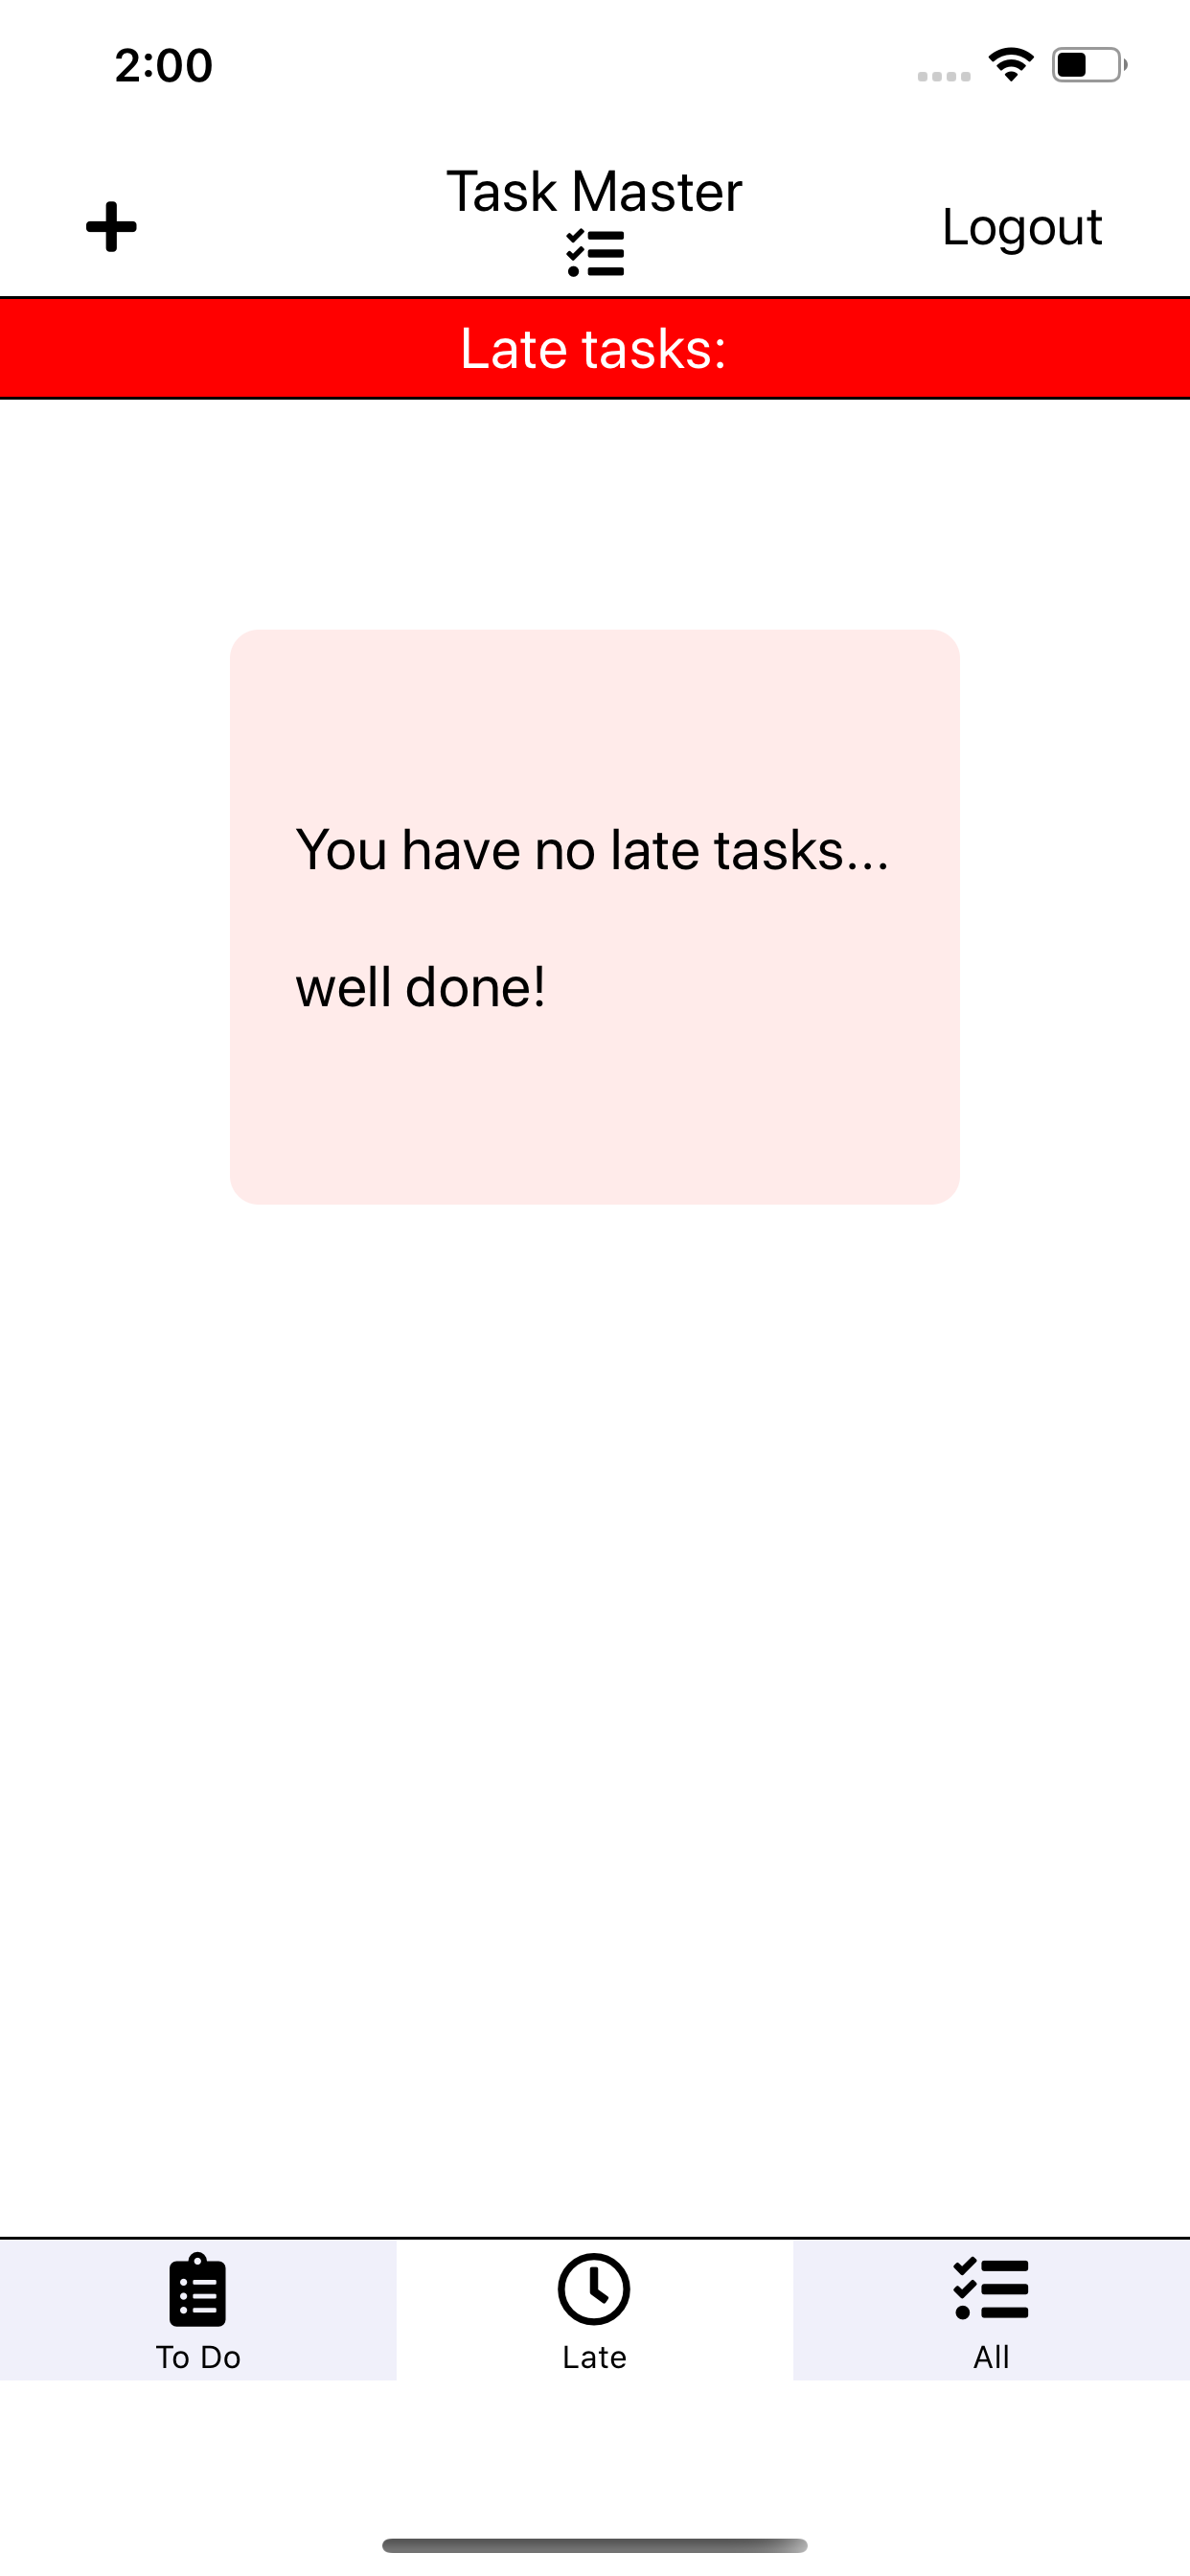 2:00
Task Master
Logout
Late tasks:
You have no late tasks...
well done!
To Do
Late
All